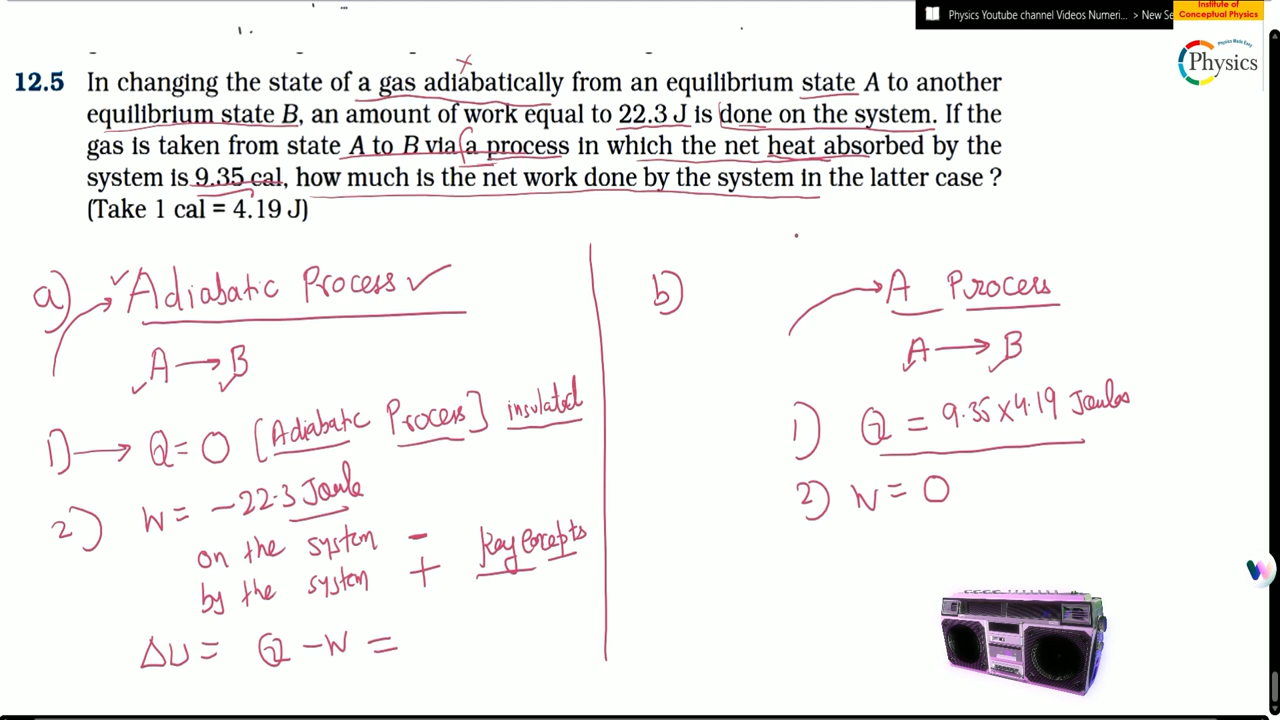 Physics Youtube channel Videos Numeri... > New Se
Institute of
Conceptual Physics
Physics Made Easy
Physics
12.5 In changing the state of a gas adiabatically from an equilibrium state A to another
equilibrium state B, an amount of work equal to 22.3 J is done on the system. If the
gas is taken from state A to B via a process in which the net heat absorbed by the
system is 9.35 cal, how much is the net work done by the system in the latter case ?
(Take 1 cal = 4.19 J)
a) Adiabatic Process
A → B
1) → Q = 0 [Adiabatic Process] insulated
2) W = -22.3 Joule
on the system -
by the system + Key Concepts
ΔU = Q - W =
b) A Process
A → B
1) Q = 9.35 × 4.19 Joules
2) W = 0